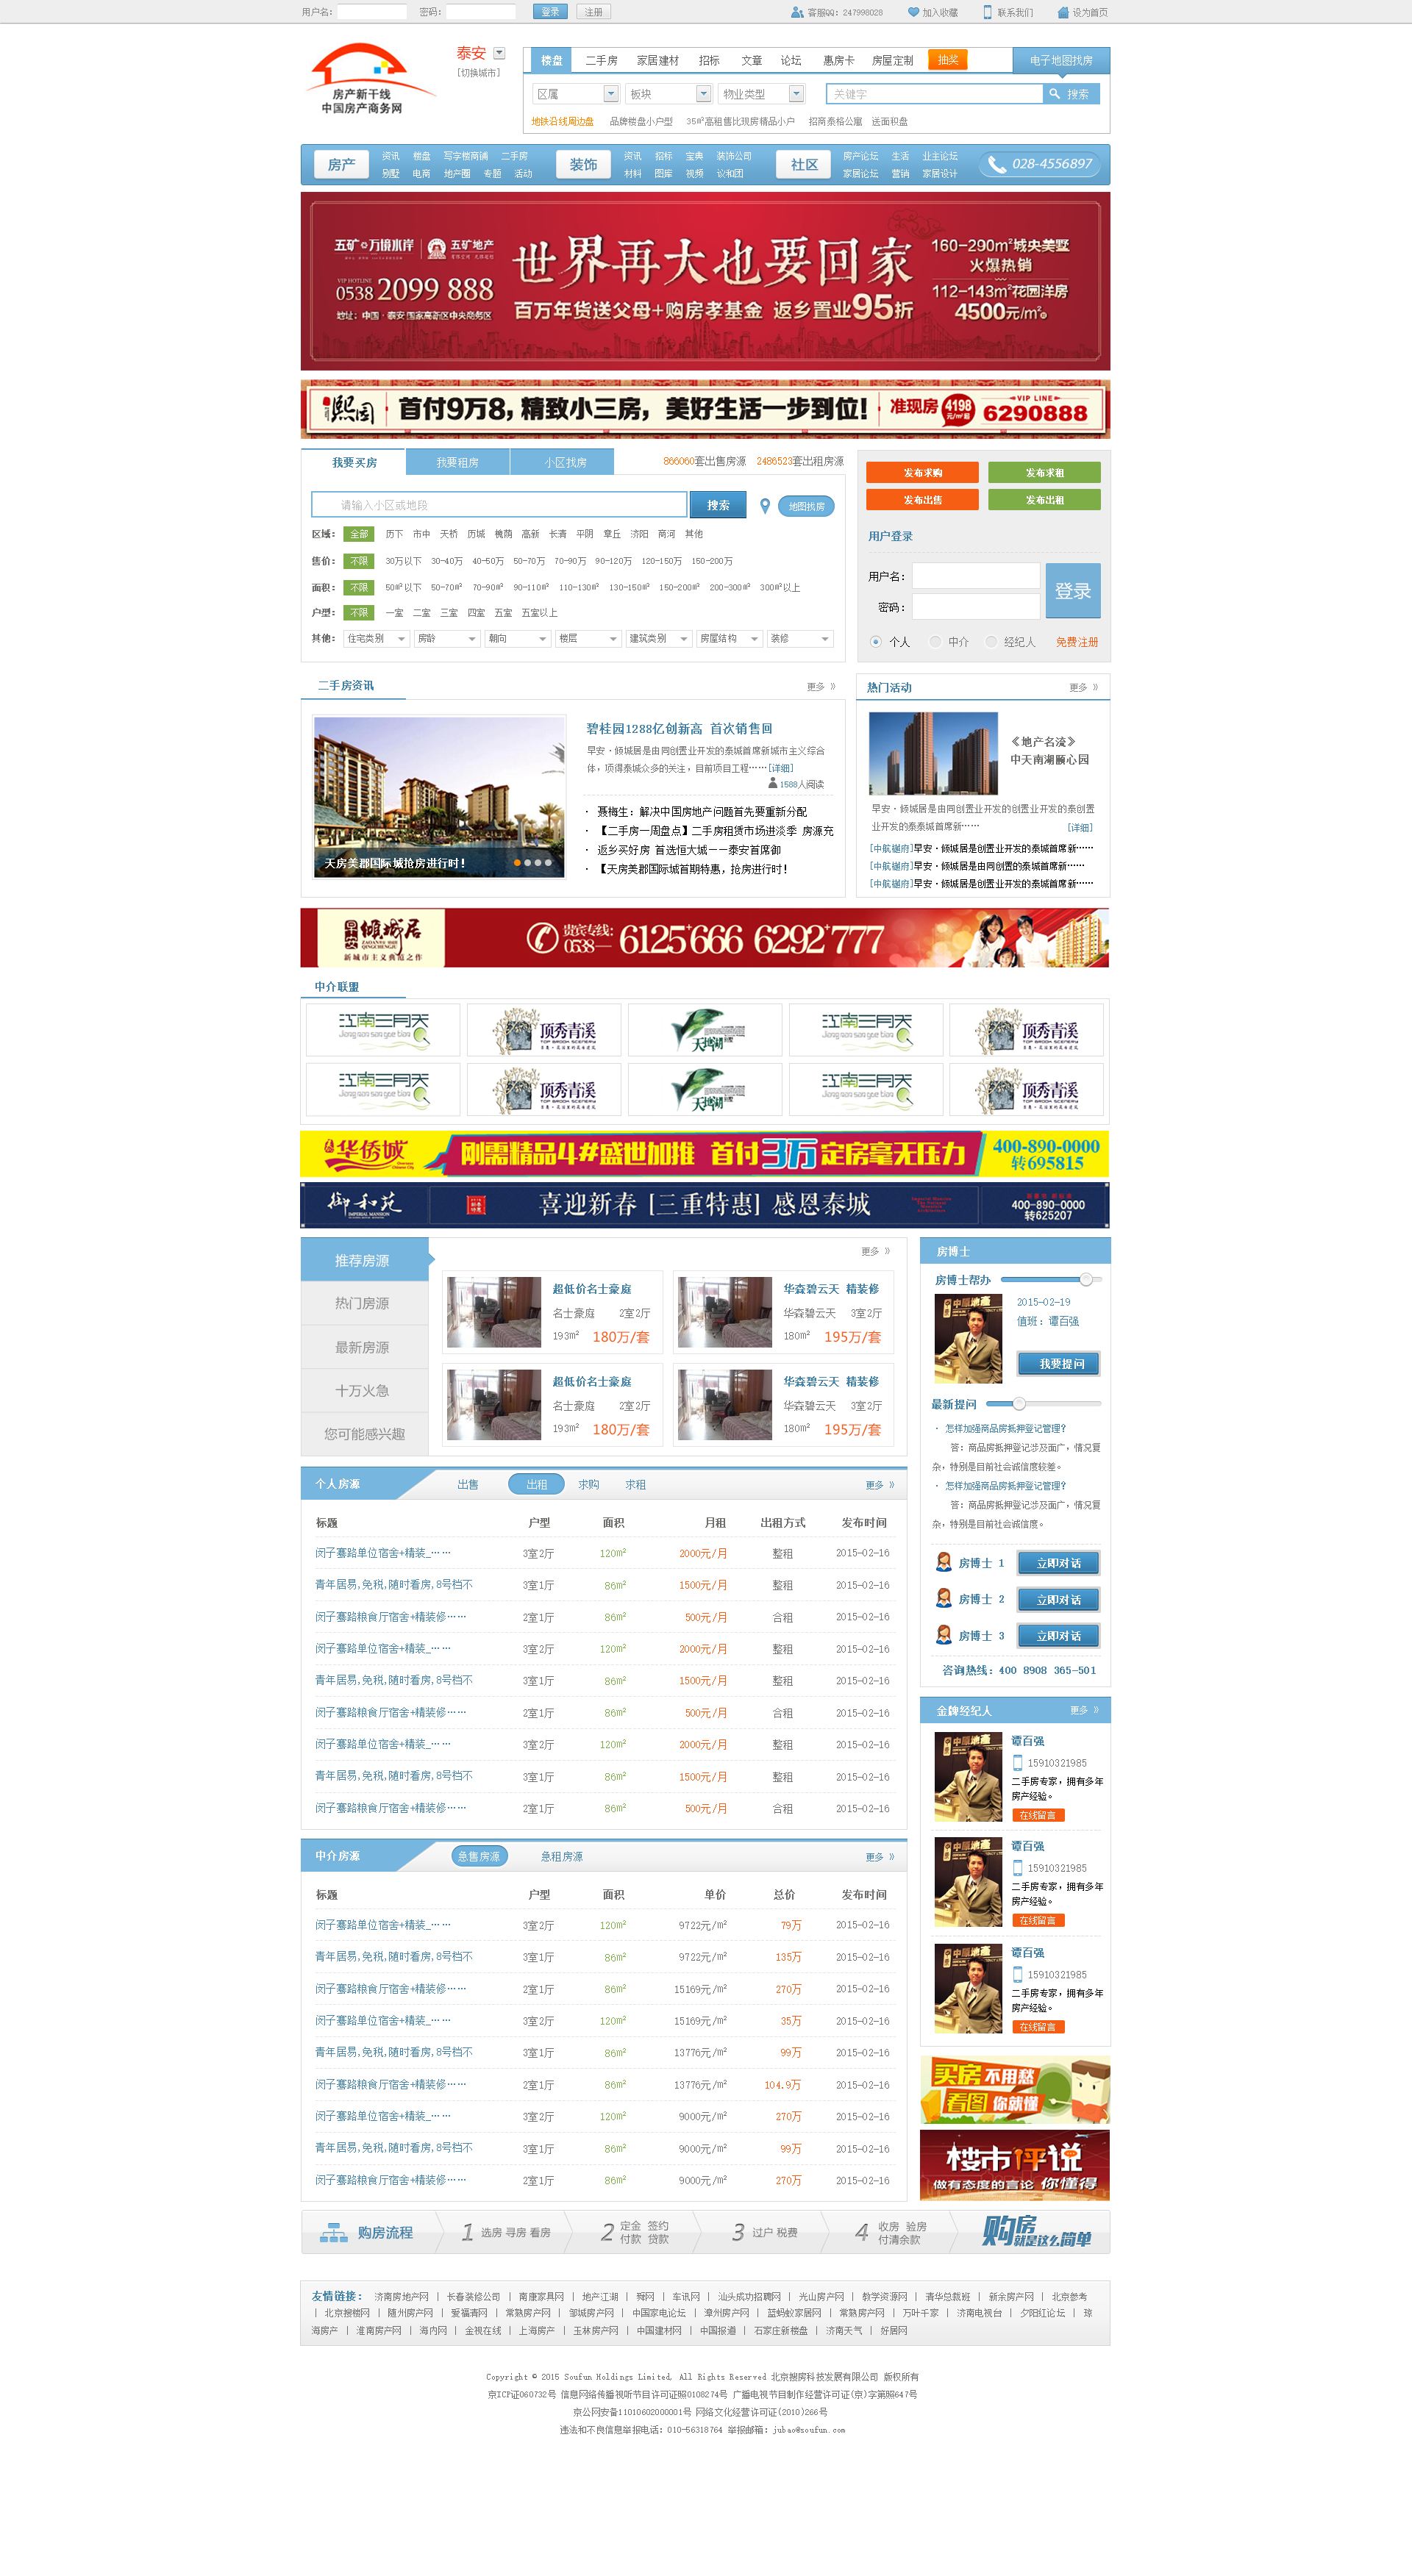 用户名: 密码: 登录 注册 客服QQ: 247998028 加入收藏 联系我们 设为首页
房产新干线
中国房产商务网
泰安
[切换城市]
楼盘 二手房 家居建材 招标 文章 论坛 惠房卡 房屋定制 抽奖 电子地图找房
区属 板块 物业类型 关键字 搜索
地铁沿线周边盘 品牌楼盘小户型 35㎡高租售比现房精品小户 招商泰格公寓 送面积盘
房产 资讯 楼盘 写字楼商铺 二手房
别墅 电商 地产圈 专题 活动
装饰 资讯 招标 宝典 装饰公司
材料 图库 视频 议和团
社区 房产论坛 生活 业主论坛
家居论坛 营销 家居设计
028-4556897
五矿 万境水岸 五矿地产
VIP HOTLINE
0538 2099 888
地址: 中国·泰安 国家高新区中央商务区
世界再大也要回家
百万年货送父母+购房孝基金 返乡置业95折
160-290m²城央美墅
火爆热销
112-143m²花园洋房
4500元/m²起
熙园 首付9万8, 精致小三房, 美好生活一步到位! 准现房 4198元/㎡起 VIP LINE 6290888
我要买房 我要租房 小区找房 866060套出售房源 2486523套出租房源
请输入小区或地段 搜索 地图找房
区域: 全部 历下 市中 天桥 历城 槐荫 高新 长清 平阴 章丘 济阳 商河 其他
售价: 不限 30万以下 30-40万 40-50万 50-70万 70-90万 90-120万 120-150万 150-200万
面积: 不限 50㎡以下 50-70㎡ 70-90㎡ 90-110㎡ 110-130㎡ 130-150㎡ 150-200㎡ 200-300㎡ 300㎡以上
户型: 不限 一室 二室 三室 四室 五室 五室以上
其他: 住宅类别 房龄 朝向 楼层 建筑类别 房屋结构 装修
发布求购 发布求租
发布出售 发布出租
用户登录
用户名:
密码:
登录
个人 中介 经纪人 免费注册
二手房资讯 更多 »
天房美郡国际城抢房进行时!
碧桂园1288亿创新高 首次销售回
早安·倾城居是由同创置业开发的泰城首席新城市主义综合
体, 项得泰城众多的关注, 目前项目工程……[详细]
1588人阅读
· 聂梅生: 解决中国房地产问题首先要重新分配
· 【二手房一周盘点】二手房租赁市场进淡季 房源充
· 返乡买好房 首选恒大城——泰安首席御
· 【天房美郡国际城首期特惠, 抢房进行时!
热门活动 更多 »
《地产名流》
中天南湖颐心园
早安·倾城居是由同创置业开发的创置业开发的泰创置
业开发的泰泰城首席新…… [详细]
[中航樾府]早安·倾城居是创置业开发的泰城首席新……
[中航樾府]早安·倾城居是由同创置的泰城首席新……
[中航樾府]早安·倾城居是创置业开发的泰城首席新……
倾城居
新城市主义典范之作
贵宾专线: 0538— 6125+666 6292+777
中介联盟
江南三月天 顶秀青溪 天地湖 江南三月天 顶秀青溪
江南三月天 顶秀青溪 天地湖 江南三月天 顶秀青溪
华侨城 刚需精品4#盛世加推 首付3万定房毫无压力 400-890-0000
转695815
御和苑 IMPERIAL MANSION 喜迎新春 [三重特惠] 感恩泰城 400-890-0000
转625207
推荐房源
热门房源
最新房源
十万火急
您可能感兴趣
更多 »
超低价名士豪庭
名士豪庭 2室2厅
193m² 180万/套
华森碧云天 精装修
华森碧云天 3室2厅
180m² 195万/套
超低价名士豪庭
名士豪庭 2室2厅
193m² 180万/套
华森碧云天 精装修
华森碧云天 3室2厅
180m² 195万/套
个人房源 出售 出租 求购 求租 更多 »
标题 户型 面积 月租 出租方式 发布时间
闵子骞路单位宿舍+精装_…… 3室2厅 120m² 2000元/月 整租 2015-02-16
青年居易,免税,随时看房,8号档不 3室1厅 86m² 1500元/月 整租 2015-02-16
闵子骞路粮食厅宿舍+精装修…… 2室1厅 86m² 500元/月 合租 2015-02-16
闵子骞路单位宿舍+精装_…… 3室2厅 120m² 2000元/月 整租 2015-02-16
青年居易,免税,随时看房,8号档不 3室1厅 86m² 1500元/月 整租 2015-02-16
闵子骞路粮食厅宿舍+精装修…… 2室1厅 86m² 500元/月 合租 2015-02-16
闵子骞路单位宿舍+精装_…… 3室2厅 120m² 2000元/月 整租 2015-02-16
青年居易,免税,随时看房,8号档不 3室1厅 86m² 1500元/月 整租 2015-02-16
闵子骞路粮食厅宿舍+精装修…… 2室1厅 86m² 500元/月 合租 2015-02-16
中介房源 急售房源 急租房源 更多 »
标题 户型 面积 单价 总价 发布时间
闵子骞路单位宿舍+精装_…… 3室2厅 120m² 9722元/m² 79万 2015-02-16
青年居易,免税,随时看房,8号档不 3室1厅 86m² 9722元/m² 135万 2015-02-16
闵子骞路粮食厅宿舍+精装修…… 2室1厅 86m² 15169元/m² 270万 2015-02-16
闵子骞路单位宿舍+精装_…… 3室2厅 120m² 15169元/m² 35万 2015-02-16
青年居易,免税,随时看房,8号档不 3室1厅 86m² 13776元/m² 99万 2015-02-16
闵子骞路粮食厅宿舍+精装修…… 2室1厅 86m² 13776元/m² 104.9万 2015-02-16
闵子骞路单位宿舍+精装_…… 3室2厅 120m² 9000元/m² 270万 2015-02-16
青年居易,免税,随时看房,8号档不 3室1厅 86m² 9000元/m² 99万 2015-02-16
闵子骞路粮食厅宿舍+精装修…… 2室1厅 86m² 9000元/m² 270万 2015-02-16
房博士
房博士帮办
中原地产
2015-02-19
值班: 谭百强
我要提问
最新提问
· 怎样加强商品房抵押登记管理?
答: 商品房抵押登记涉及面广, 情况复
杂, 特别是目前社会诚信度较差。
· 怎样加强商品房抵押登记管理?
答: 商品房抵押登记涉及面广, 情况复
杂, 特别是目前社会诚信度。
房博士 1 立即对话
房博士 2 立即对话
房博士 3 立即对话
咨询热线: 400 8908 365-501
金牌经纪人 更多 »
中原地产
谭百强
15910321985
二手房专家, 拥有多年
房产经验。
在线留言
中原地产
谭百强
15910321985
二手房专家, 拥有多年
房产经验。
在线留言
中原地产
谭百强
15910321985
二手房专家, 拥有多年
房产经验。
在线留言
买房不用愁
看图你就懂
楼市评说
做有态度的言论 你懂得
购房流程 1 选房 寻房 看房 2 定金 签约
付款 贷款
3 过户 税费 4 收房 验房
付清余款
购房就是这么简单
友情链接: 济南房地产网 | 长春装修公司 | 南康家具网 | 地产江湖 | 舜网 | 车讯网 | 汕头成功招聘网 | 光山房产网 | 教学资源网 | 清华总裁班 | 新余房产网 | 北京参考
| 北京搜楼网 | 随州房产网 | 爱福清网 | 常熟房产网 | 邹城房产网 | 中国家电论坛 | 漳州房产网 | 蓝蚂蚁家居网 | 常熟房产网 | 万叶千家 | 济南电视台 | 夕阳红论坛 | 琼
海房产 | 淮南房产网 | 海内网 | 金视在线 | 上海房产 | 玉林房产网 | 中国建材网 | 中国报道 | 石家庄新楼盘 | 济南天气 | 好居网
Copyright © 2015 Soufun Holdings Limited, All Rights Reserved 北京搜房科技发展有限公司 版权所有
京ICP证060732号 信息网络传播视听节目许可证照0108274号 广播电视节目制作经营许可证(京)字第照647号
京公网安备11010602000001号 网络文化经营许可证(2010)266号
违法和不良信息举报电话: 010-56318764 举报邮箱: jubao@soufun.com